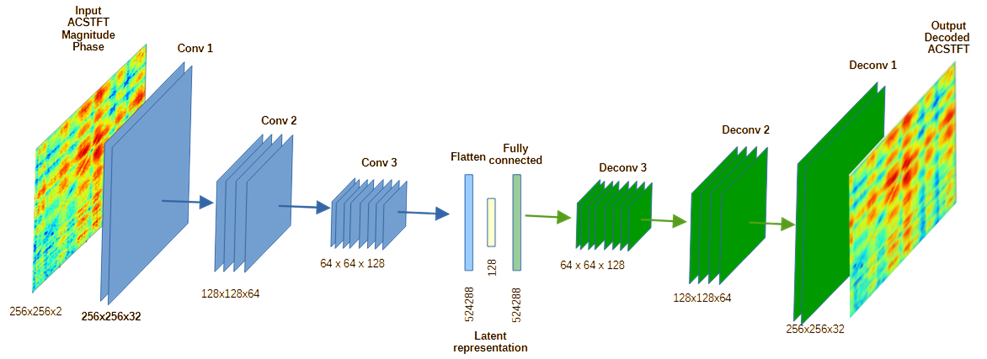 Input
ACSTFT
Magnitude
Phase
Conv 1
Conv 2
Conv 3
Flatten
Fully
connected
Deconv 3
Deconv 2
Deconv 1
Output
Decoded
ACSTFT
256x256x2
256x256x32
128x128x64
64 x 64 x 128
524288
128
524288
Latent
representation
64 x 64 x 128
128x128x64
256x256x32